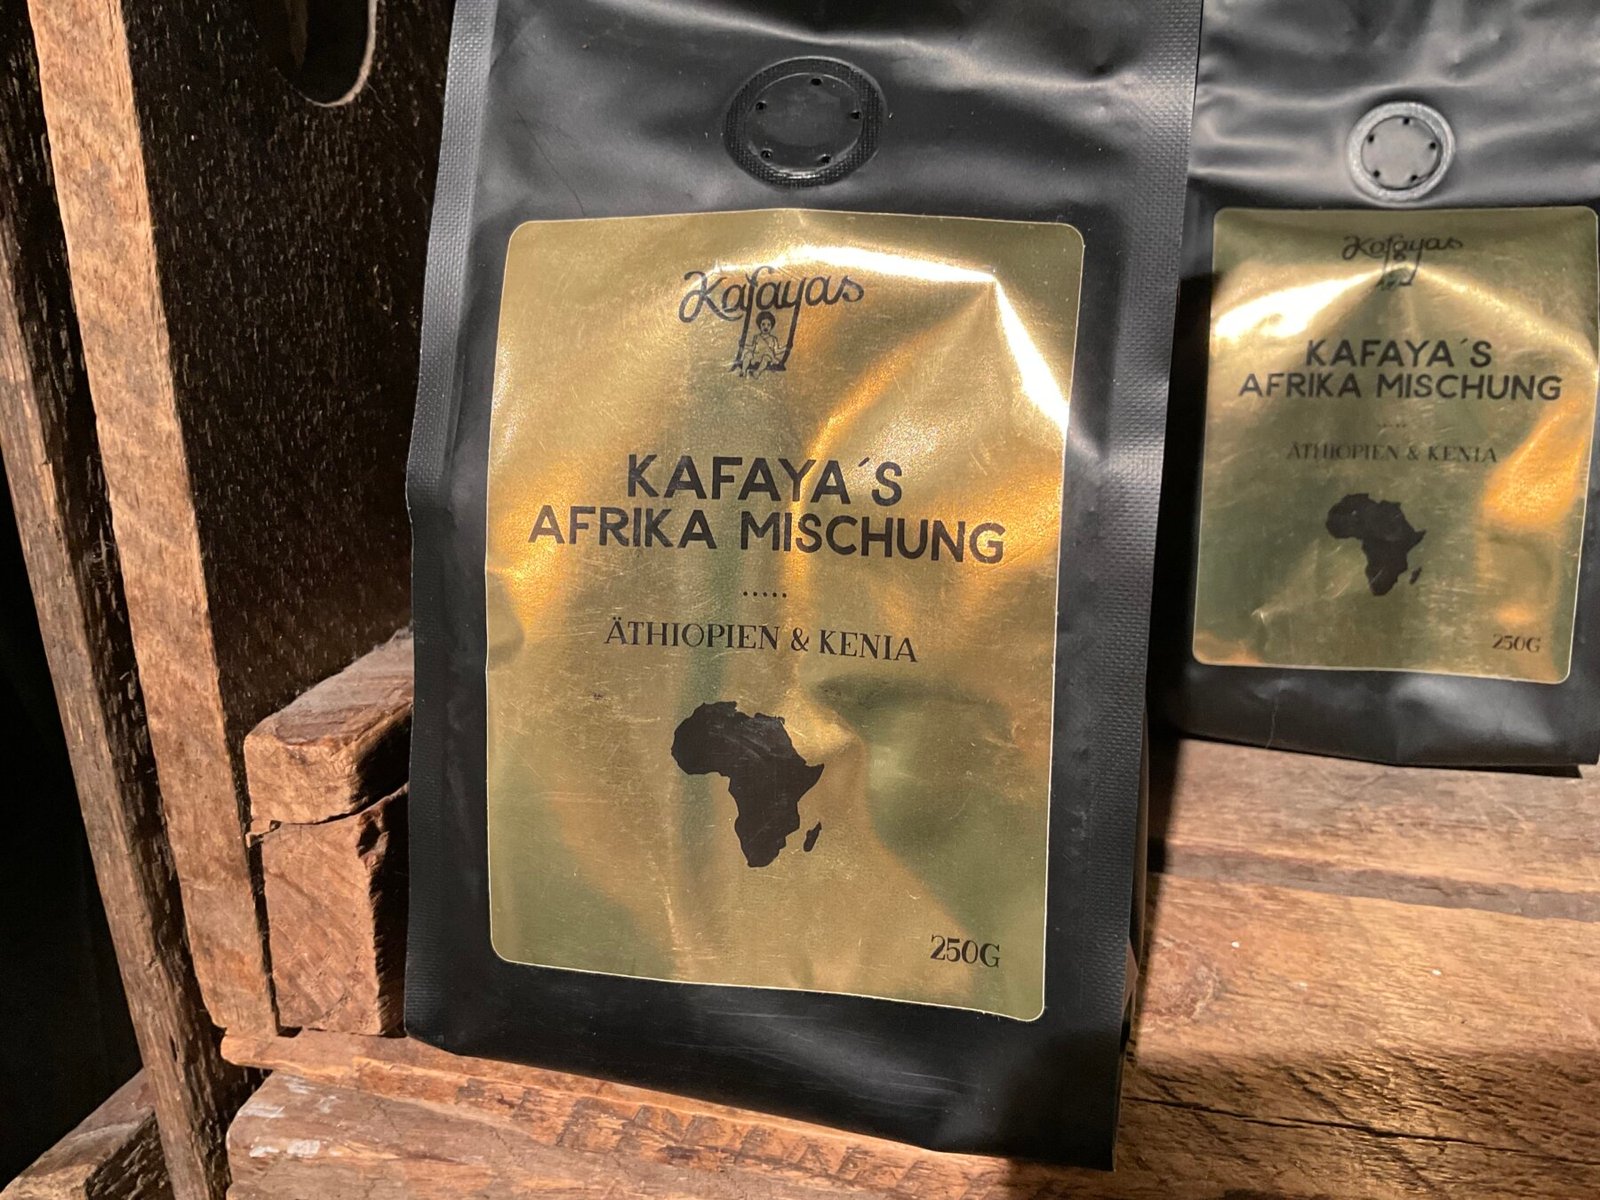 Kafayas
KAFAYA´S
AFRIKA MISCHUNG
ÄTHIOPIEN & KENIA
250G
Kafayas
KAFAYA´S
AFRIKA MISCHUNG
ÄTHIOPIEN & KENIA
250G